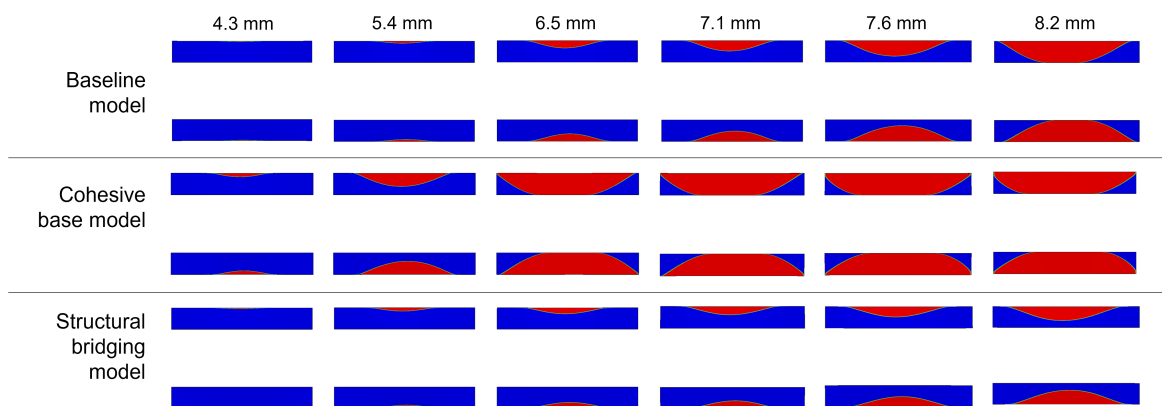 4.3 mm 5.4 mm 6.5 mm 7.1 mm 7.6 mm 8.2 mm
Baseline
model
Cohesive
base model
Structural
bridging
model